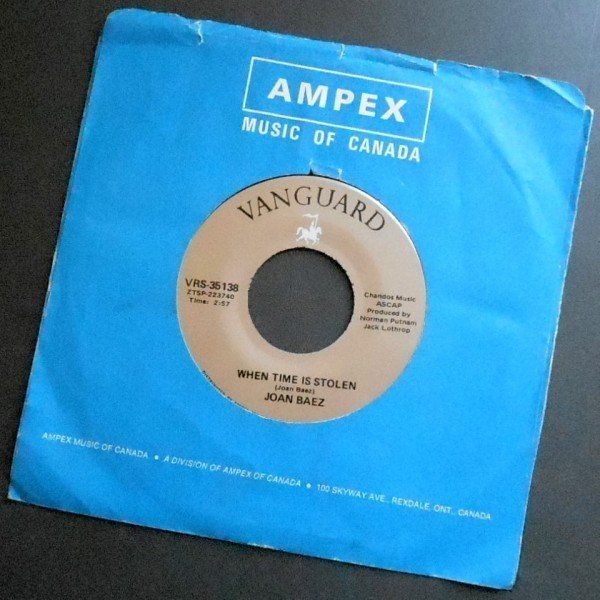 AMPEX
MUSIC OF CANADA
VANGUARD
VRS-35138
ZTSP-223740
Time: 2:57
Chandos Music
ASCAP
Produced by
Norman Putnam
Jack Lothrop
WHEN TIME IS STOLEN
(Joan Baez)
JOAN BAEZ
AMPEX MUSIC OF CANADA • A DIVISION OF AMPEX OF CANADA • 100 SKYWAY AVE., REXDALE, ONT., CANADA.